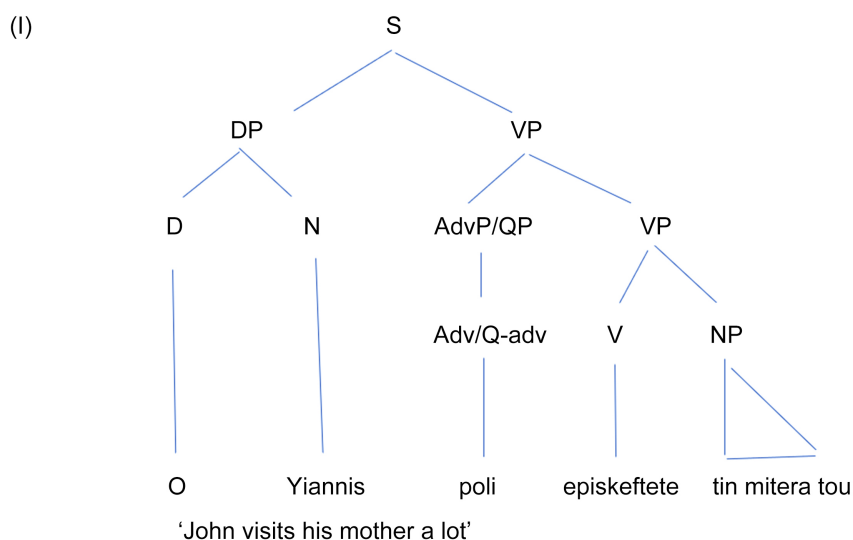 (I) S
DP VP
D N AdvP/QP VP
Adv/Q-adv V NP
O Yiannis poli episkeftete tin mitera tou
‘John visits his mother a lot’